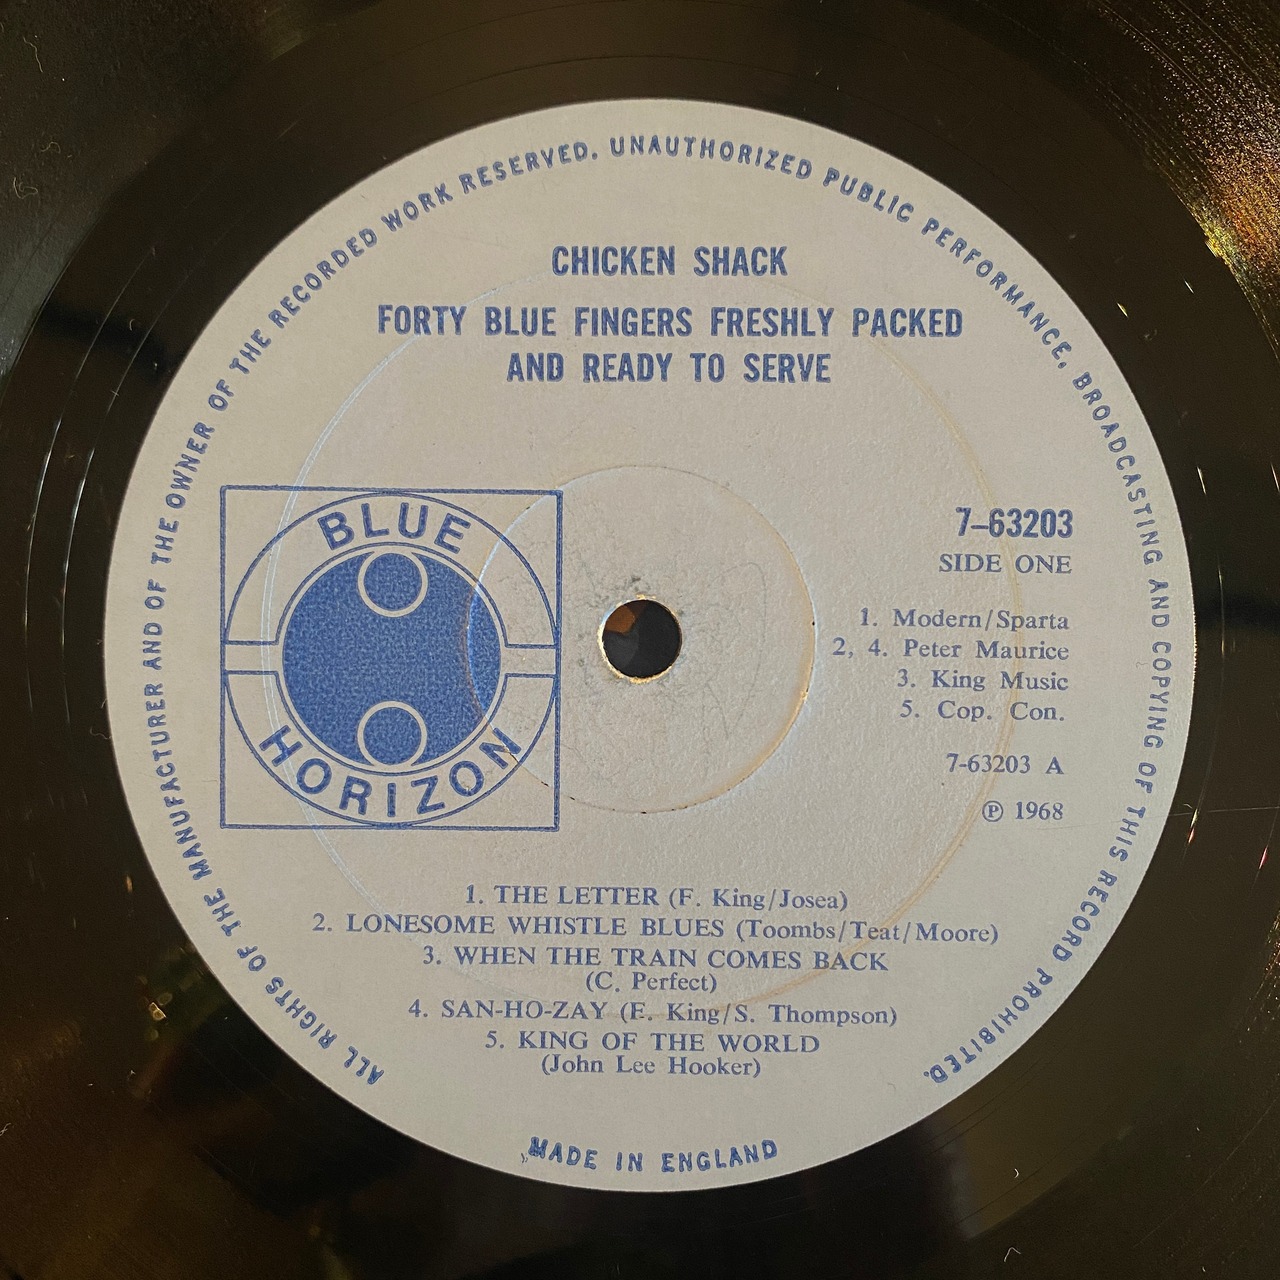 ALL RIGHTS OF THE MANUFACTURER AND OF THE OWNER OF THE RECORDED WORK RESERVED. UNAUTHORIZED PUBLIC PERFORMANCE, BROADCASTING AND COPYING OF THIS RECORD PROHIBITED.
CHICKEN SHACK
FORTY BLUE FINGERS FRESHLY PACKED
AND READY TO SERVE
BLUE
HORIZON
7–63203
SIDE ONE
1. Modern/Sparta
2, 4. Peter Maurice
3. King Music
5. Cop. Con.
7-63203 A
℗ 1968
1. THE LETTER (F. King/Josea)
2. LONESOME WHISTLE BLUES (Toombs/Teat/Moore)
3. WHEN THE TRAIN COMES BACK
(C. Perfect)
4. SAN-HO-ZAY (F. King/S. Thompson)
5. KING OF THE WORLD
(John Lee Hooker)
MADE IN ENGLAND